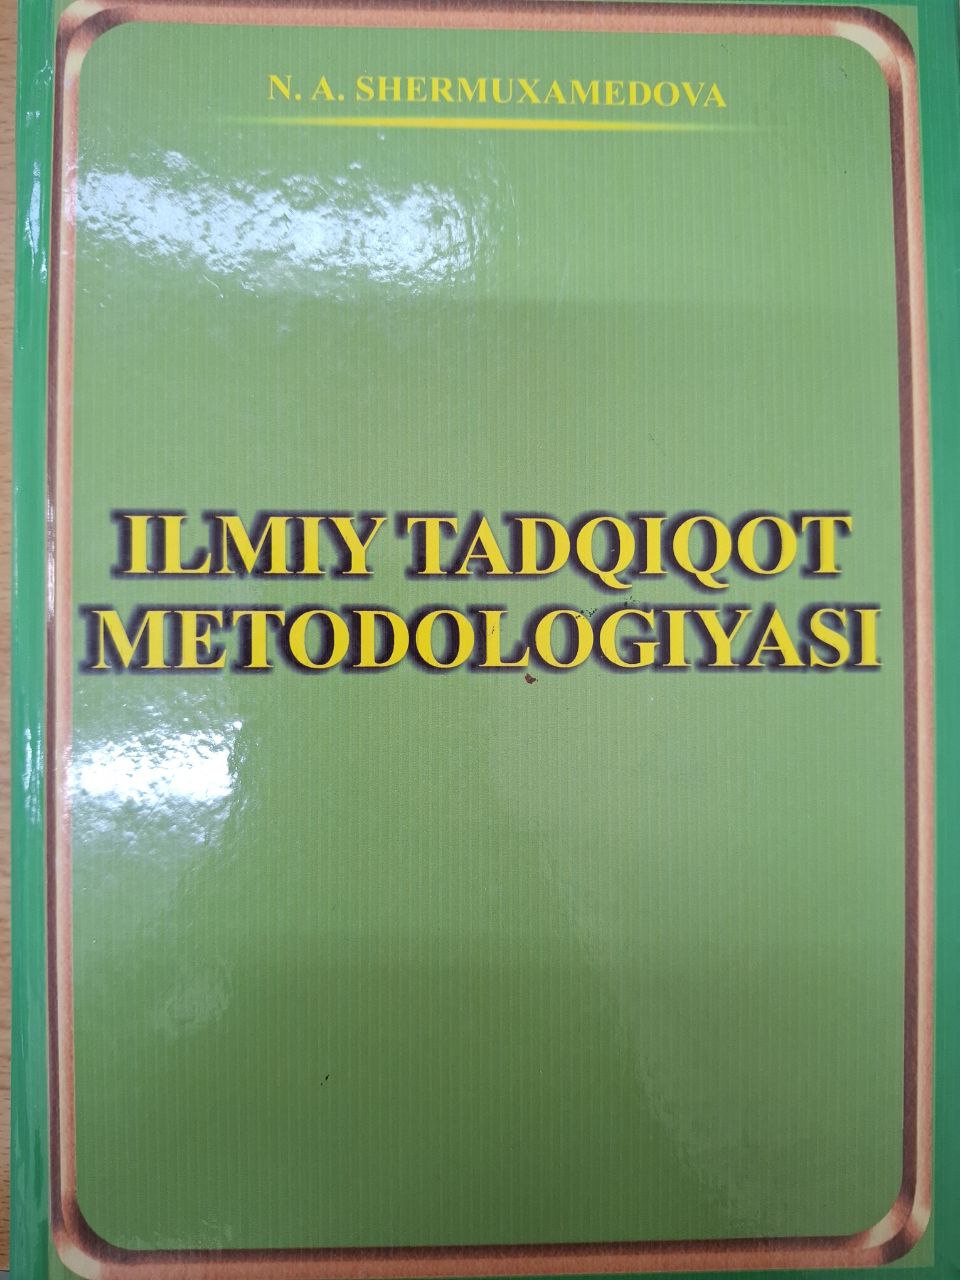 N. A. SHERMUXAMEDOVA
ILMIY TADQIQOT
METODOLOGIYASI